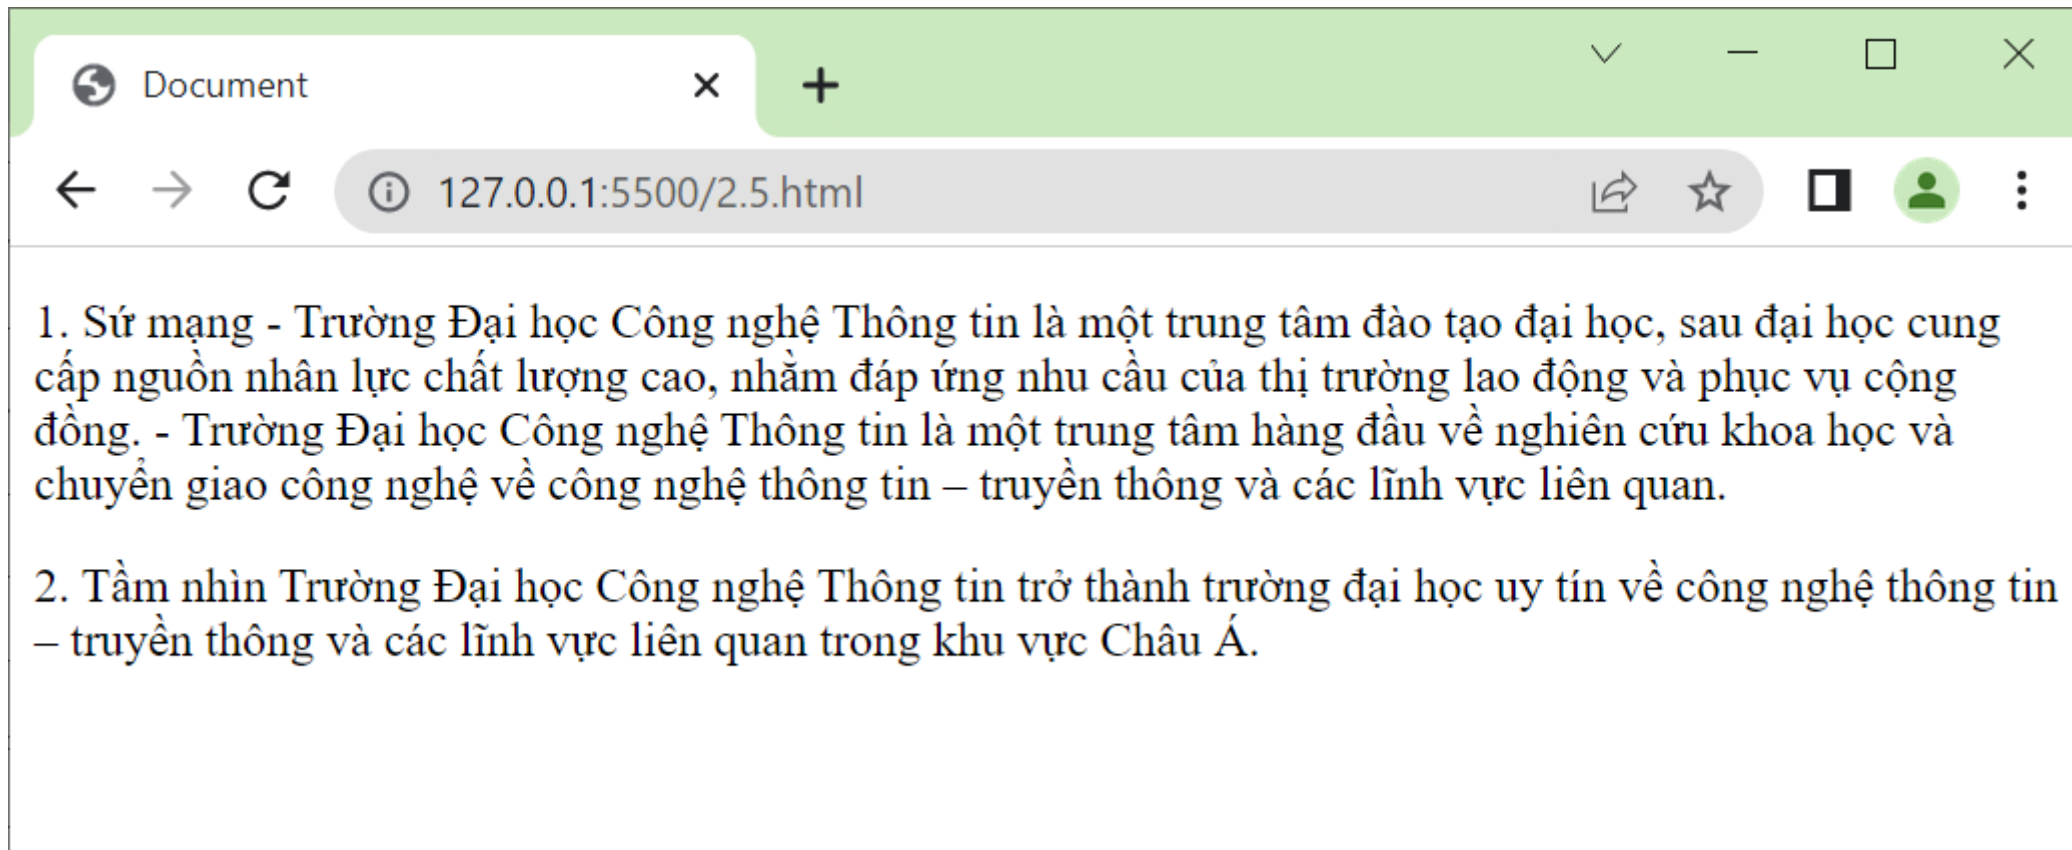 Document
127.0.0.1:5500/2.5.html
1. Sứ mạng - Trường Đại học Công nghệ Thông tin là một trung tâm đào tạo đại học, sau đại học cung
cấp nguồn nhân lực chất lượng cao, nhằm đáp ứng nhu cầu của thị trường lao động và phục vụ cộng
đồng. - Trường Đại học Công nghệ Thông tin là một trung tâm hàng đầu về nghiên cứu khoa học và
chuyển giao công nghệ về công nghệ thông tin – truyền thông và các lĩnh vực liên quan.
2. Tầm nhìn Trường Đại học Công nghệ Thông tin trở thành trường đại học uy tín về công nghệ thông tin
– truyền thông và các lĩnh vực liên quan trong khu vực Châu Á.